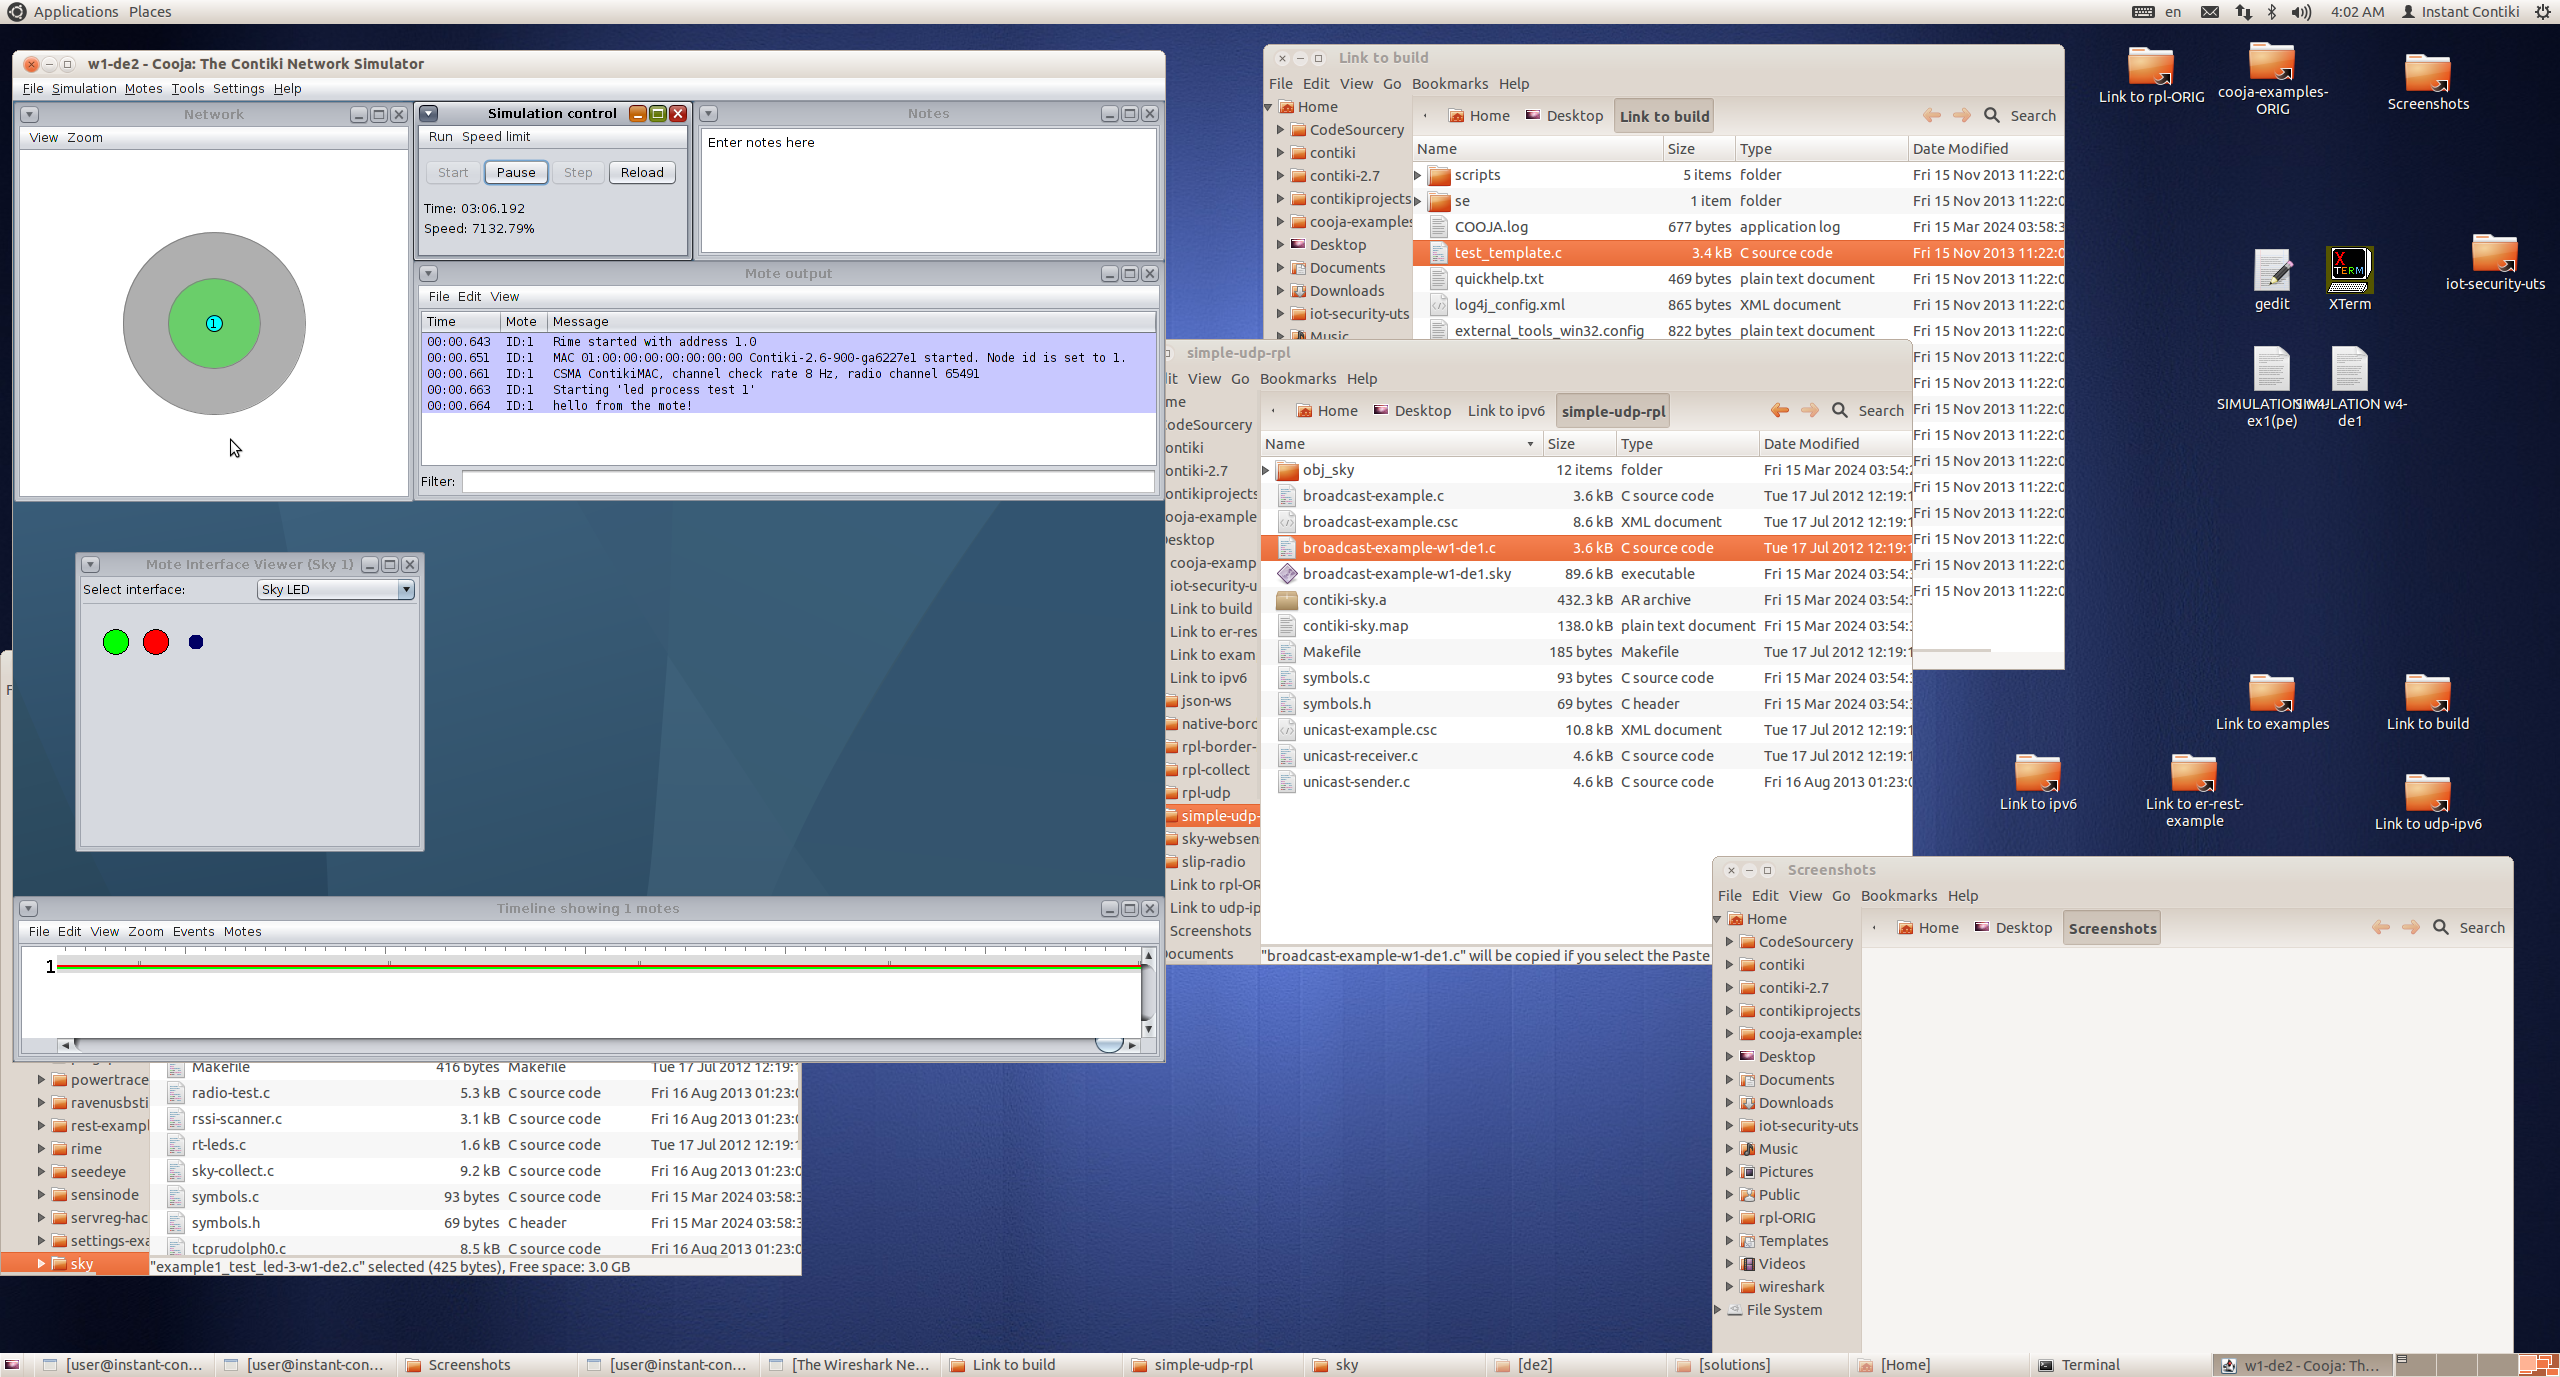 Applications Places
en 4:02 AM Instant Contiki
w1-de2 - Cooja: The Contiki Network Simulator
File Simulation Motes Tools Settings Help
Network
View Zoom
1
Simulation control
Run Speed limit
Start Pause Step Reload
Time: 03:06.192
Speed: 7132.79%
Notes
Enter notes here
Mote output
File Edit View
Time Mote Message
00:00.643 ID:1 Rime started with address 1.0
00:00.651 ID:1 MAC 01:00:00:00:00:00:00:00 Contiki-2.6-900-ga6227e1 started. Node id is set to 1.
00:00.661 ID:1 CSMA ContikiMAC, channel check rate 8 Hz, radio channel 65491
00:00.663 ID:1 Starting 'led process test 1'
00:00.664 ID:1 hello from the mote!
Filter:
Mote Interface Viewer (Sky 1)
Select interface: Sky LED
Timeline showing 1 motes
File Edit View Zoom Events Motes
1
Makefile 416 bytes Makefile Tue 17 Jul 2012 12:19:1
radio-test.c 5.3 kB C source code Fri 16 Aug 2013 01:23:0
rssi-scanner.c 3.1 kB C source code Fri 16 Aug 2013 01:23:0
rt-leds.c 1.6 kB C source code Tue 17 Jul 2012 12:19:1
sky-collect.c 9.2 kB C source code Fri 16 Aug 2013 01:23:0
symbols.c 93 bytes C source code Fri 15 Mar 2024 03:58:3
symbols.h 69 bytes C header Fri 15 Mar 2024 03:58:3
tcprudolph0.c 8.5 kB C source code Fri 16 Aug 2013 01:23:0
powertrace
ravenusbsti
rest-exampl
rime
seedeye
sensinode
servreg-hac
settings-exa
sky
"example1_test_led-3-w1-de2.c" selected (425 bytes), Free space: 3.0 GB
Link to build
File Edit View Go Bookmarks Help
Home Desktop Link to build Search
Home
CodeSourcery
contiki
contiki-2.7
contikiprojects
cooja-examples
Desktop
Documents
Downloads
iot-security-uts
Music
Name Size Type Date Modified
scripts 5 items folder Fri 15 Nov 2013 11:22:0
se 1 item folder Fri 15 Nov 2013 11:22:0
COOJA.log 677 bytes application log Fri 15 Mar 2024 03:58:3
test_template.c 3.4 kB C source code Fri 15 Nov 2013 11:22:0
quickhelp.txt 469 bytes plain text document Fri 15 Nov 2013 11:22:0
log4j_config.xml 865 bytes XML document Fri 15 Nov 2013 11:22:0
external_tools_win32.config 822 bytes plain text document Fri 15 Nov 2013 11:22:0
Fri 15 Nov 2013 11:22:0
Fri 15 Nov 2013 11:22:0
Fri 15 Nov 2013 11:22:0
Fri 15 Nov 2013 11:22:0
Fri 15 Nov 2013 11:22:0
Fri 15 Nov 2013 11:22:0
Fri 15 Nov 2013 11:22:0
Fri 15 Nov 2013 11:22:0
Fri 15 Nov 2013 11:22:0
Fri 15 Nov 2013 11:22:0
simple-udp-rpl
it View Go Bookmarks Help
Home Desktop Link to ipv6 simple-udp-rpl Search
me
odeSourcery
ontiki
ontiki-2.7
ontikiprojects
ooja-example
esktop
cooja-examp
iot-security-u
Link to build
Link to er-res
Link to exam
Link to ipv6
json-ws
native-borc
rpl-border-
rpl-collect
rpl-udp
simple-udp-
sky-websen
slip-radio
Link to rpl-OR
Link to udp-ip
Screenshots
ocuments
Name Size Type Date Modified
obj_sky 12 items folder Fri 15 Mar 2024 03:54:2
broadcast-example.c 3.6 kB C source code Tue 17 Jul 2012 12:19:1
broadcast-example.csc 8.6 kB XML document Tue 17 Jul 2012 12:19:1
broadcast-example-w1-de1.c 3.6 kB C source code Tue 17 Jul 2012 12:19:1
broadcast-example-w1-de1.sky 89.6 kB executable Fri 15 Mar 2024 03:54:3
contiki-sky.a 432.3 kB AR archive Fri 15 Mar 2024 03:54:3
contiki-sky.map 138.0 kB plain text document Fri 15 Mar 2024 03:54:3
Makefile 185 bytes Makefile Tue 17 Jul 2012 12:19:1
symbols.c 93 bytes C source code Fri 15 Mar 2024 03:54:3
symbols.h 69 bytes C header Fri 15 Mar 2024 03:54:3
unicast-example.csc 10.8 kB XML document Tue 17 Jul 2012 12:19:1
unicast-receiver.c 4.6 kB C source code Tue 17 Jul 2012 12:19:1
unicast-sender.c 4.6 kB C source code Fri 16 Aug 2013 01:23:0
"broadcast-example-w1-de1.c" will be copied if you select the Paste
Link to rpl-ORIG
cooja-examples-
ORIG
Screenshots
gedit
XTERM
XTerm
iot-security-uts
SIMULATION w4-
ex1(pe)
SIMULATION w4-
de1
Link to examples
Link to build
Link to ipv6
Link to er-rest-
example
Link to udp-ipv6
Screenshots
File Edit View Go Bookmarks Help
Home Desktop Screenshots Search
Home
CodeSourcery
contiki
contiki-2.7
contikiprojects
cooja-examples
Desktop
Documents
Downloads
iot-security-uts
Music
Pictures
Public
rpl-ORIG
Templates
Videos
wireshark
File System
[user@instant-con... [user@instant-con... Screenshots [user@instant-con... [The Wireshark Ne... Link to build simple-udp-rpl sky [de2] [solutions] [Home] Terminal w1-de2 - Cooja: Th...